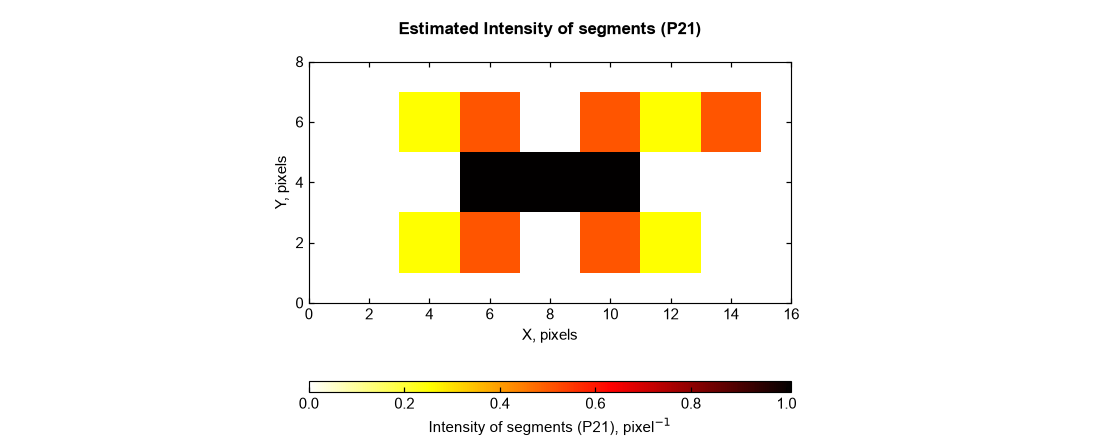 Estimated Intensity of segments (P21)
8
6
4
2
0
Y, pixels
0 2 4 6 8 10 12 14 16
X, pixels
0.0 0.2 0.4 0.6 0.8 1.0
Intensity of segments (P21), pixel⁻¹